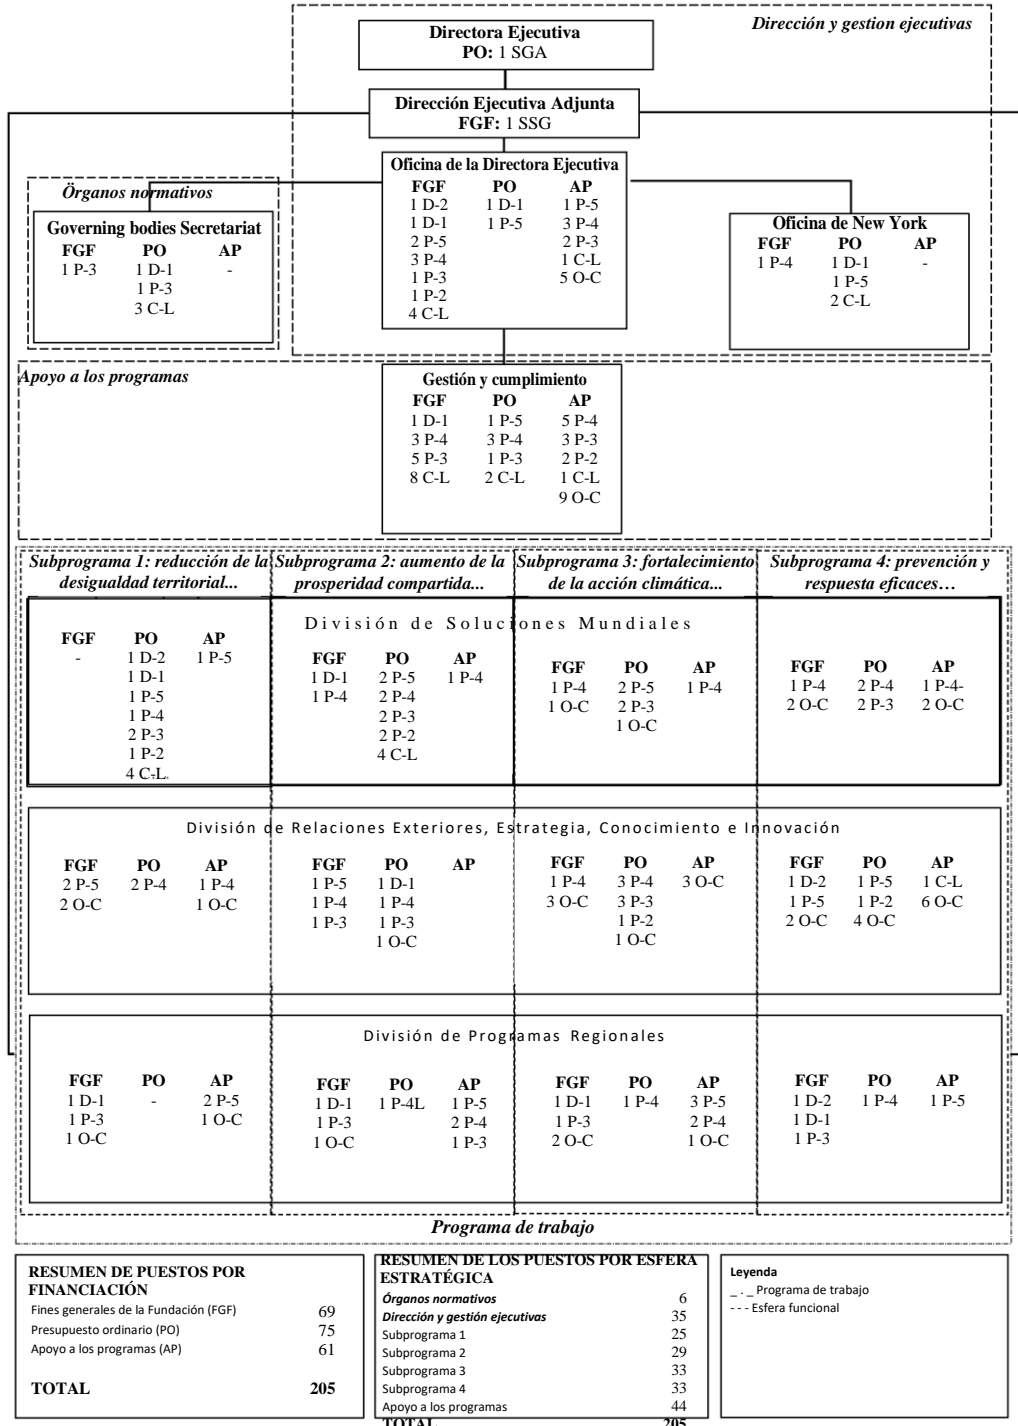 Dirección y gestion ejecutivas
Directora Ejecutiva
PO: 1 SGA
Dirección Ejecutiva Adjunta
FGF: 1 SSG
Oficina de la Directora Ejecutiva
FGF PO AP
1 D-2 1 D-1 1 P-5
1 D-1 1 P-5 3 P-4
2 P-5 2 P-3
3 P-4 1 C-L
1 P-3 5 O-C
1 P-2
4 C-L
Örganos normativos
Governing bodies Secretariat
FGF PO AP
1 P-3 1 D-1 -
1 P-3
3 C-L
Oficina de New York
FGF PO AP
1 P-4 1 D-1 -
1 P-5
2 C-L
Apoyo a los programas
Gestión y cumplimiento
FGF PO AP
1 D-1 1 P-5 5 P-4
3 P-4 3 P-4 3 P-3
5 P-3 1 P-3 2 P-2
8 C-L 2 C-L 1 C-L
9 O-C
Subprograma 1: reducción de la
desigualdad territorial...
Subprograma 2: aumento de la
prosperidad compartida...
Subprograma 3: fortalecimiento
de la acción climática...
Subprograma 4: prevención y
respuesta eficaces…
División de Soluciones Mundiales
FGF PO AP
- 1 D-2 1 P-5
1 D-1
1 P-5
1 P-4
2 P-3
1 P-2
4 C-L.
FGF PO AP
1 D-1 2 P-5 1 P-4
1 P-4 2 P-4
2 P-3
2 P-2
4 C-L
FGF PO AP
1 P-4 2 P-5 1 P-4
1 O-C 2 P-3
1 O-C
FGF PO AP
1 P-4 2 P-4 1 P-4-
2 O-C 2 P-3 2 O-C
División de Relaciones Exteriores, Estrategia, Conocimiento e Innovación
FGF PO AP
2 P-5 2 P-4 1 P-4
2 O-C 1 O-C
FGF PO AP
1 P-5 1 D-1
1 P-4 1 P-4
1 P-3 1 P-3
1 O-C
FGF PO AP
1 P-4 3 P-4 3 O-C
3 O-C 3 P-3
1 P-2
1 O-C
FGF PO AP
1 D-2 1 P-5 1 C-L
1 P-5 1 P-2 6 O-C
2 O-C 4 O-C
División de Programas Regionales
FGF PO AP
1 D-1 - 2 P-5
1 P-3 1 O-C
1 O-C
FGF PO AP
1 D-1 1 P-4L 1 P-5
1 P-3 2 P-4
1 O-C 1 P-3
FGF PO AP
1 D-1 1 P-4 3 P-5
1 P-3 2 P-4
2 O-C 1 O-C
FGF PO AP
1 D-2 1 P-4 1 P-5
1 D-1
1 P-3
Programa de trabajo
RESUMEN DE PUESTOS POR
FINANCIACIÓN
Fines generales de la Fundación (FGF) 69
Presupuesto ordinario (PO) 75
Apoyo a los programas (AP) 61
TOTAL 205
RESUMEN DE LOS PUESTOS POR ESFERA
ESTRATÉGICA
Órganos normativos 6
Dirección y gestión ejecutivas 35
Subprograma 1 25
Subprograma 2 29
Subprograma 3 33
Subprograma 4 33
Apoyo a los programas 44
TOTAL 205
Leyenda
_ . _ Programa de trabajo
- - - Esfera funcional